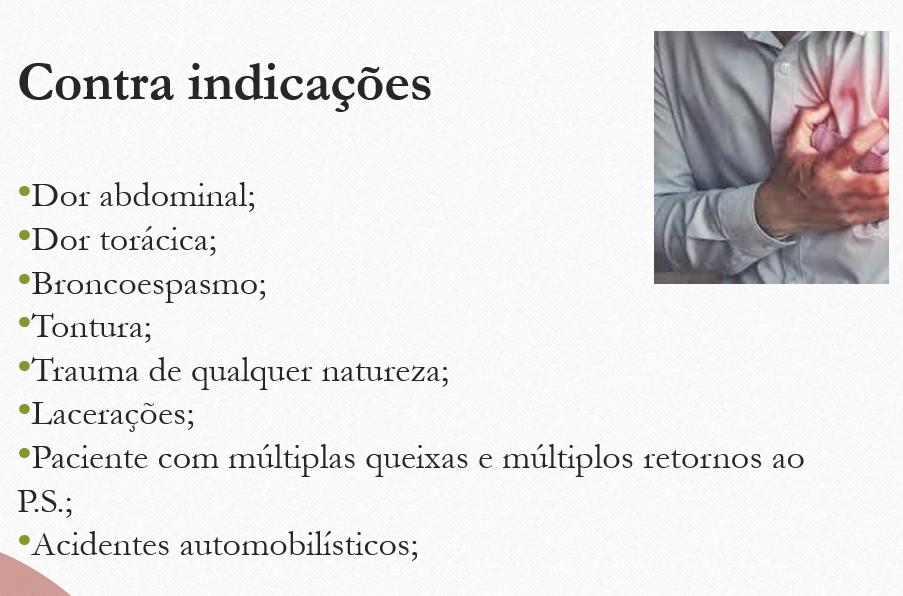 Contra indicações
•Dor abdominal;
•Dor torácica;
•Broncoespasmo;
•Tontura;
•Trauma de qualquer natureza;
•Lacerações;
•Paciente com múltiplas queixas e múltiplos retornos ao
P.S.;
•Acidentes automobilísticos;